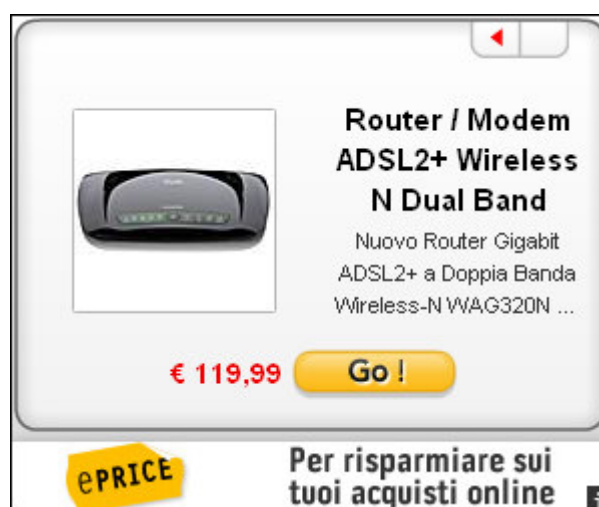 Router / Modem
ADSL2+ Wireless
N Dual Band
Nuovo Router Gigabit
ADSL2+ a Doppia Banda
Wireless-N WAG320N ...
€ 119,99
Go !
ePRICE
Per risparmiare sui
tuoi acquisti online